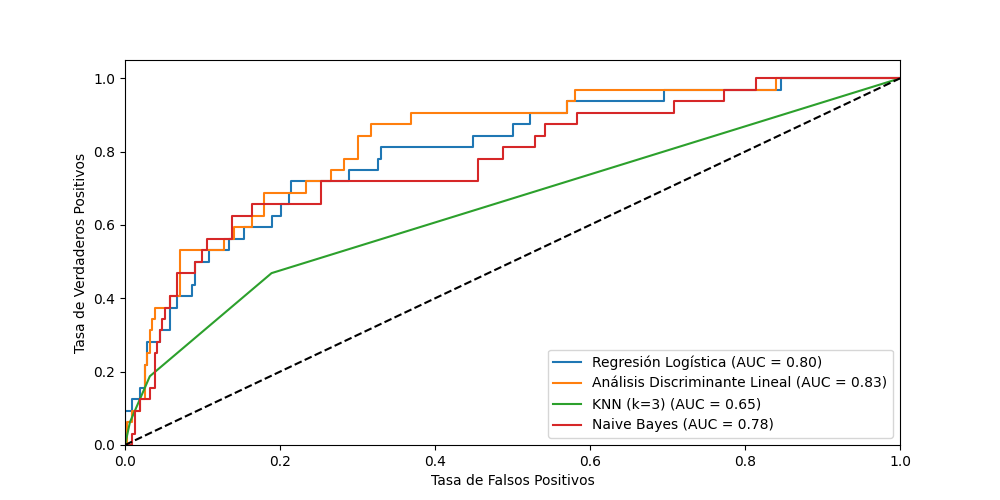 1.0
0.8
0.6
0.4
0.2
0.0
Tasa de Verdaderos Positivos
Regresión Logística (AUC = 0.80)
Análisis Discriminante Lineal (AUC = 0.83)
KNN (k=3) (AUC = 0.65)
Naive Bayes (AUC = 0.78)
0.0 0.2 0.4 0.6 0.8 1.0
Tasa de Falsos Positivos